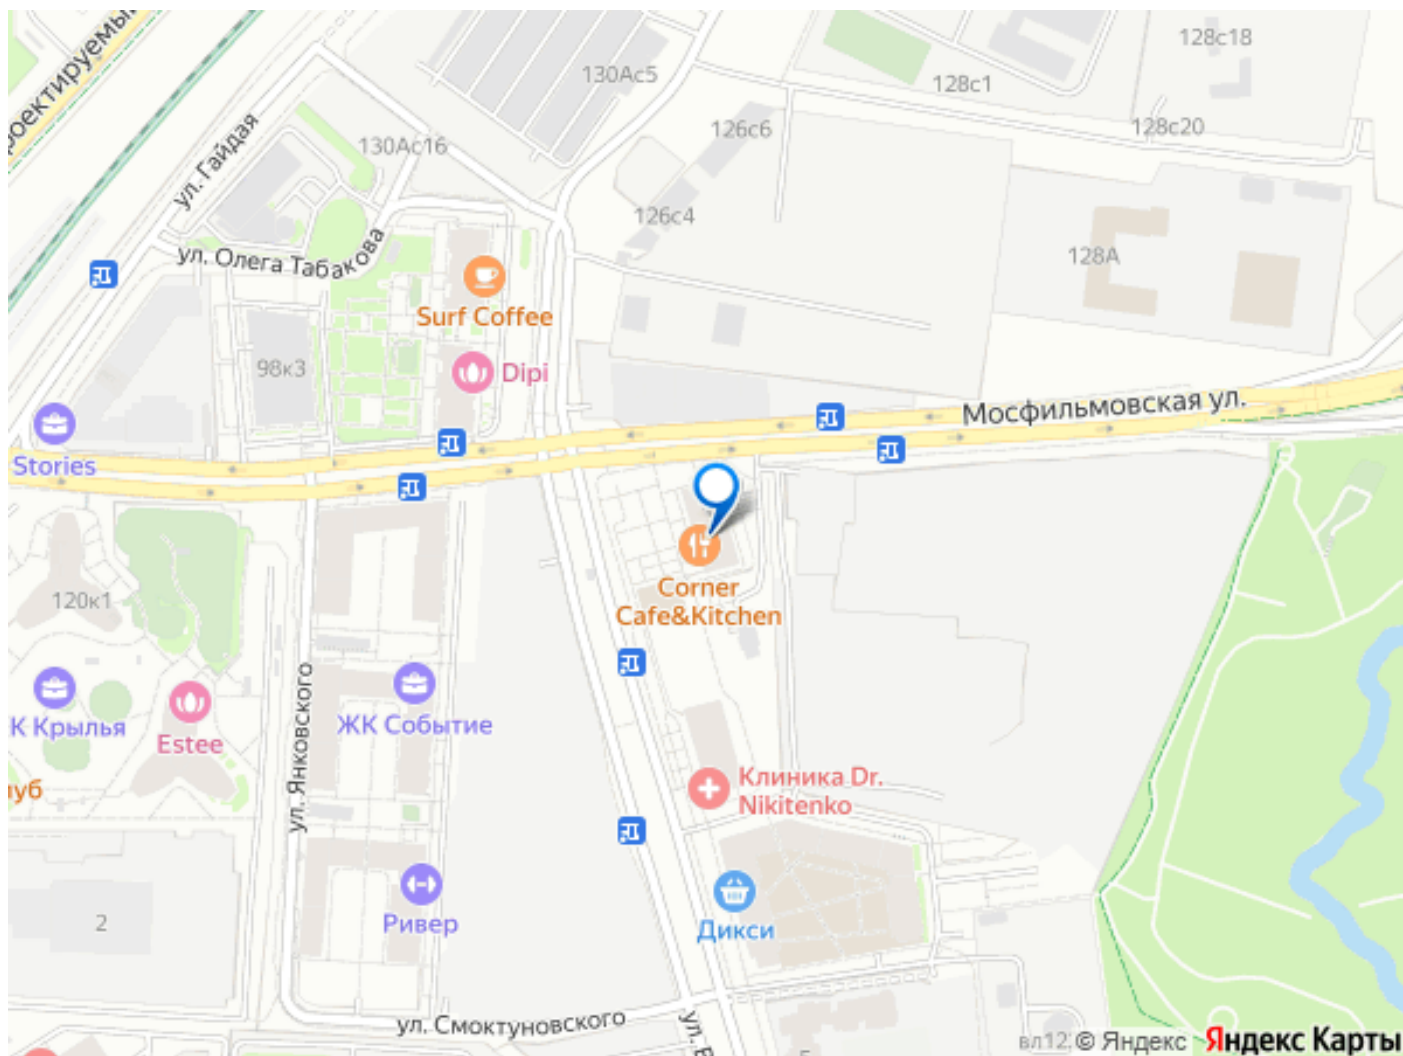 128с18
130Ас5
128с1
ул. Гайдая
126с6
128с20
130Ас16
126с4
ул. Олега Табакова
128А
Surf Coffee
98к3
Dipi
Мосфильмовская ул.
Stories
Corner
Cafe&Kitchen
120к1
К Крылья
ЖК Событие
Estee
ул. Янковского
Клиника Dr.
Nikitenko
уб
2
Ривер
Дикси
ул. Смоктуновского
ул.
© Яндекс
Яндекс Карты